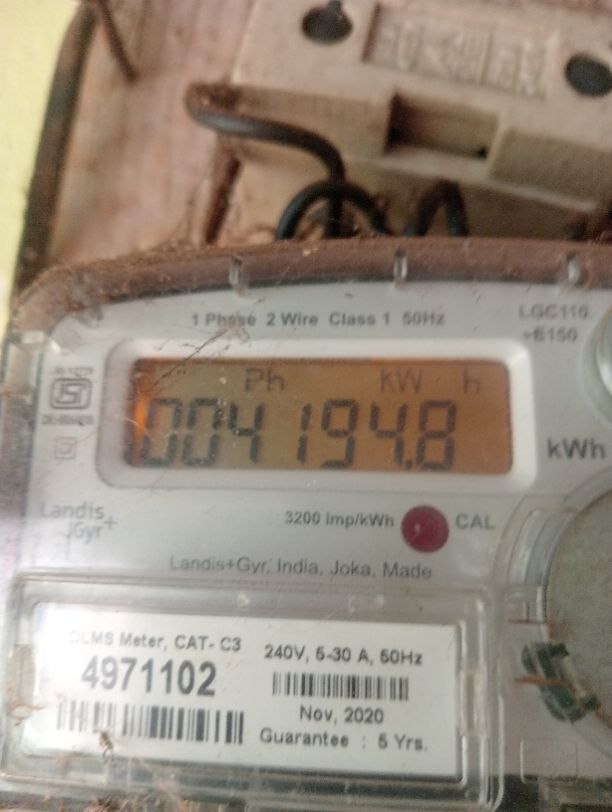 1 Phase 2 Wire Class 1 50Hz
LGC110
+E150
Ph kW h
004194.8
kWh
Landis
Gyr+
3200 imp/kWh
CAL
Landis+Gyr, India, Joka, Made
DLMS Meter, CAT- C3
4971102
240V, 5-30 A, 50Hz
Nov, 2020
Guarantee : 5 Yrs.